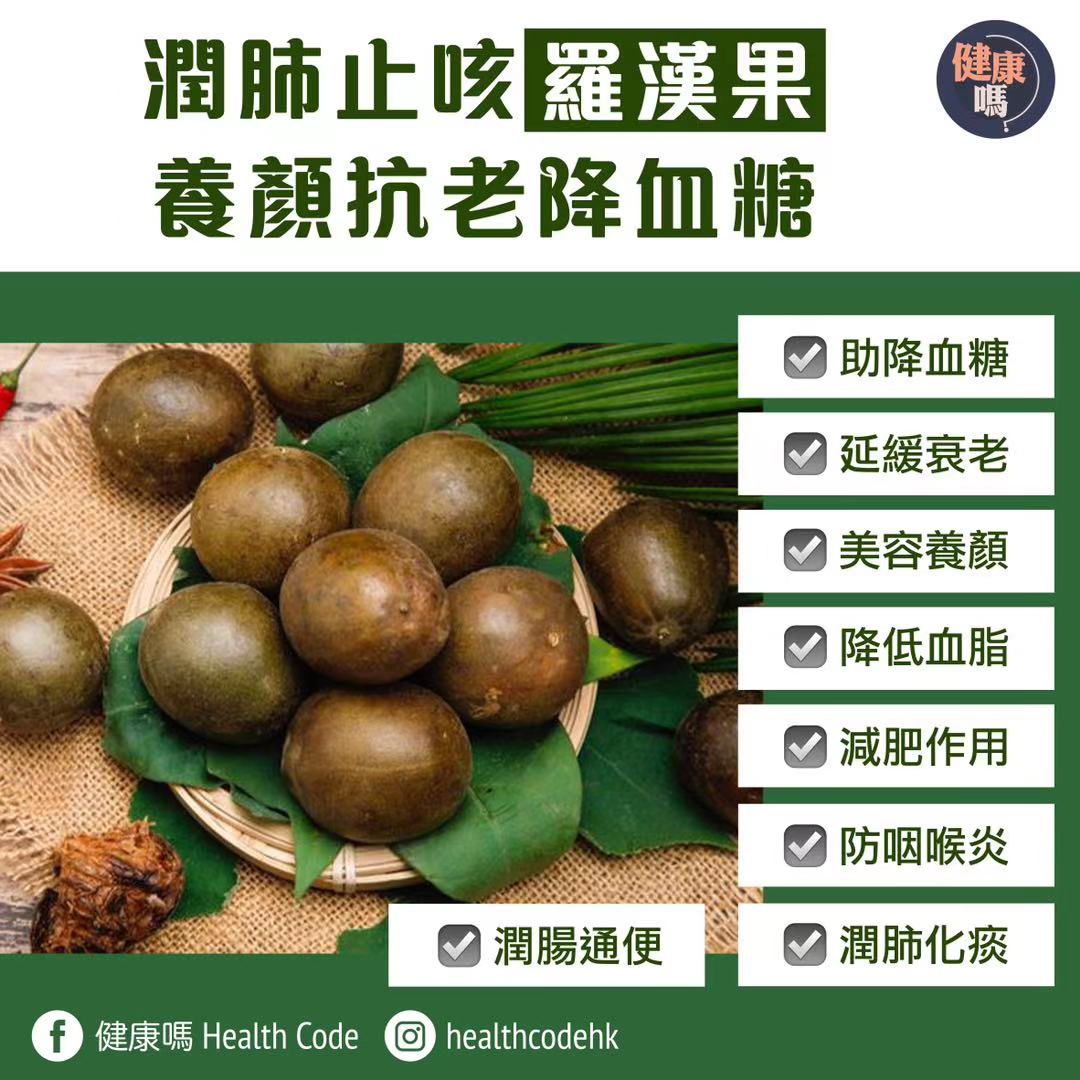 潤肺止咳羅漢果
養顏抗老降血糖
健康
嗎?
助降血糖
延緩衰老
美容養顏
降低血脂
減肥作用
防咽喉炎
潤肺化痰
潤腸通便
健康嗎 Health Code
healthcodehk